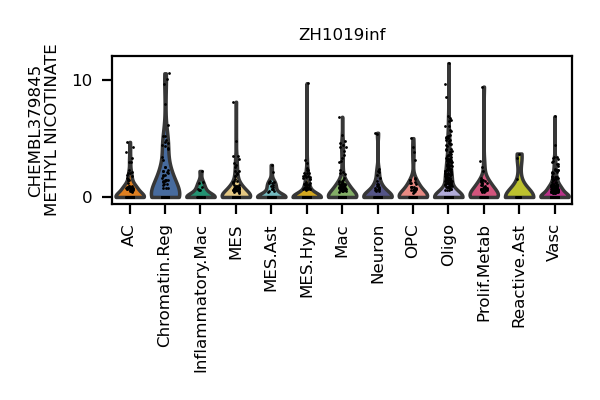 ZH1019inf
CHEMBL379845
METHYL NICOTINATE
10
0
AC
Chromatin.Reg
Inflammatory.Mac
MES
MES.Ast
MES.Hyp
Mac
Neuron
OPC
Oligo
Prolif.Metab
Reactive.Ast
Vasc